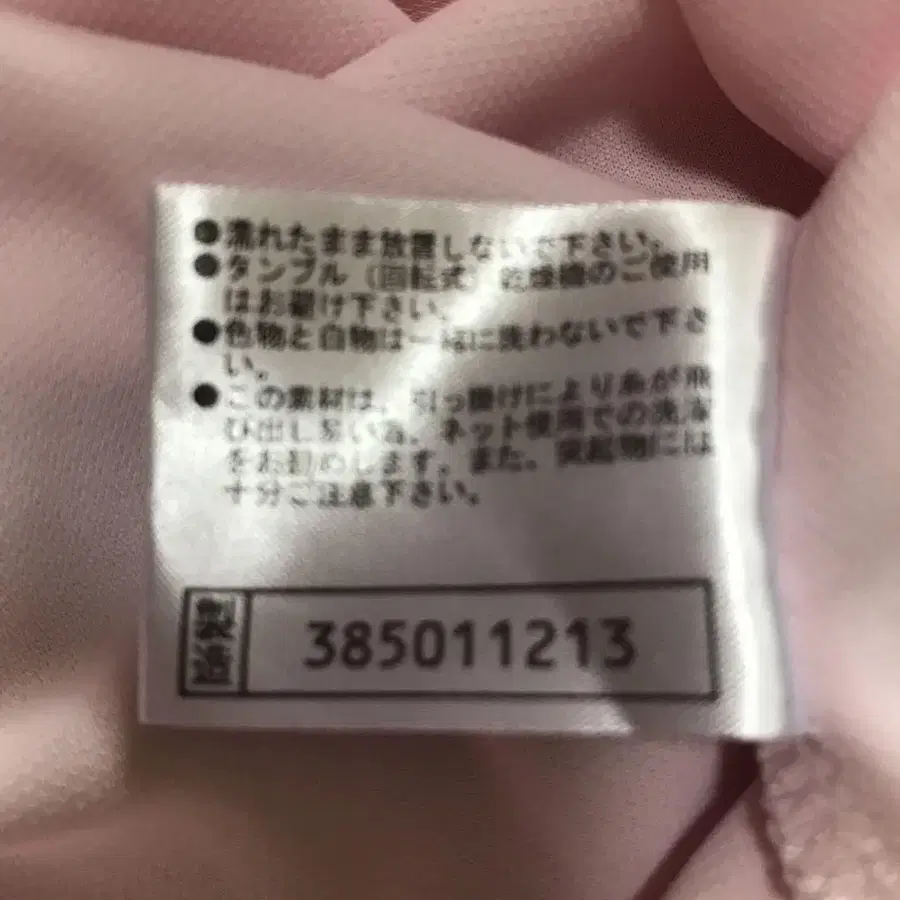 ●濡れたまま放置しないで下さい。
●タンブル（回転式）乾燥機のご使用
はお避け下さい。
●色物と白物は一緒に洗わないで下さ
い。
●この素材は、引っ掛けにより糸が飛
び出し易い為、ネット使用での洗濯
をお勧めします。また、突起物には
十分ご注意下さい。
製造 385011213